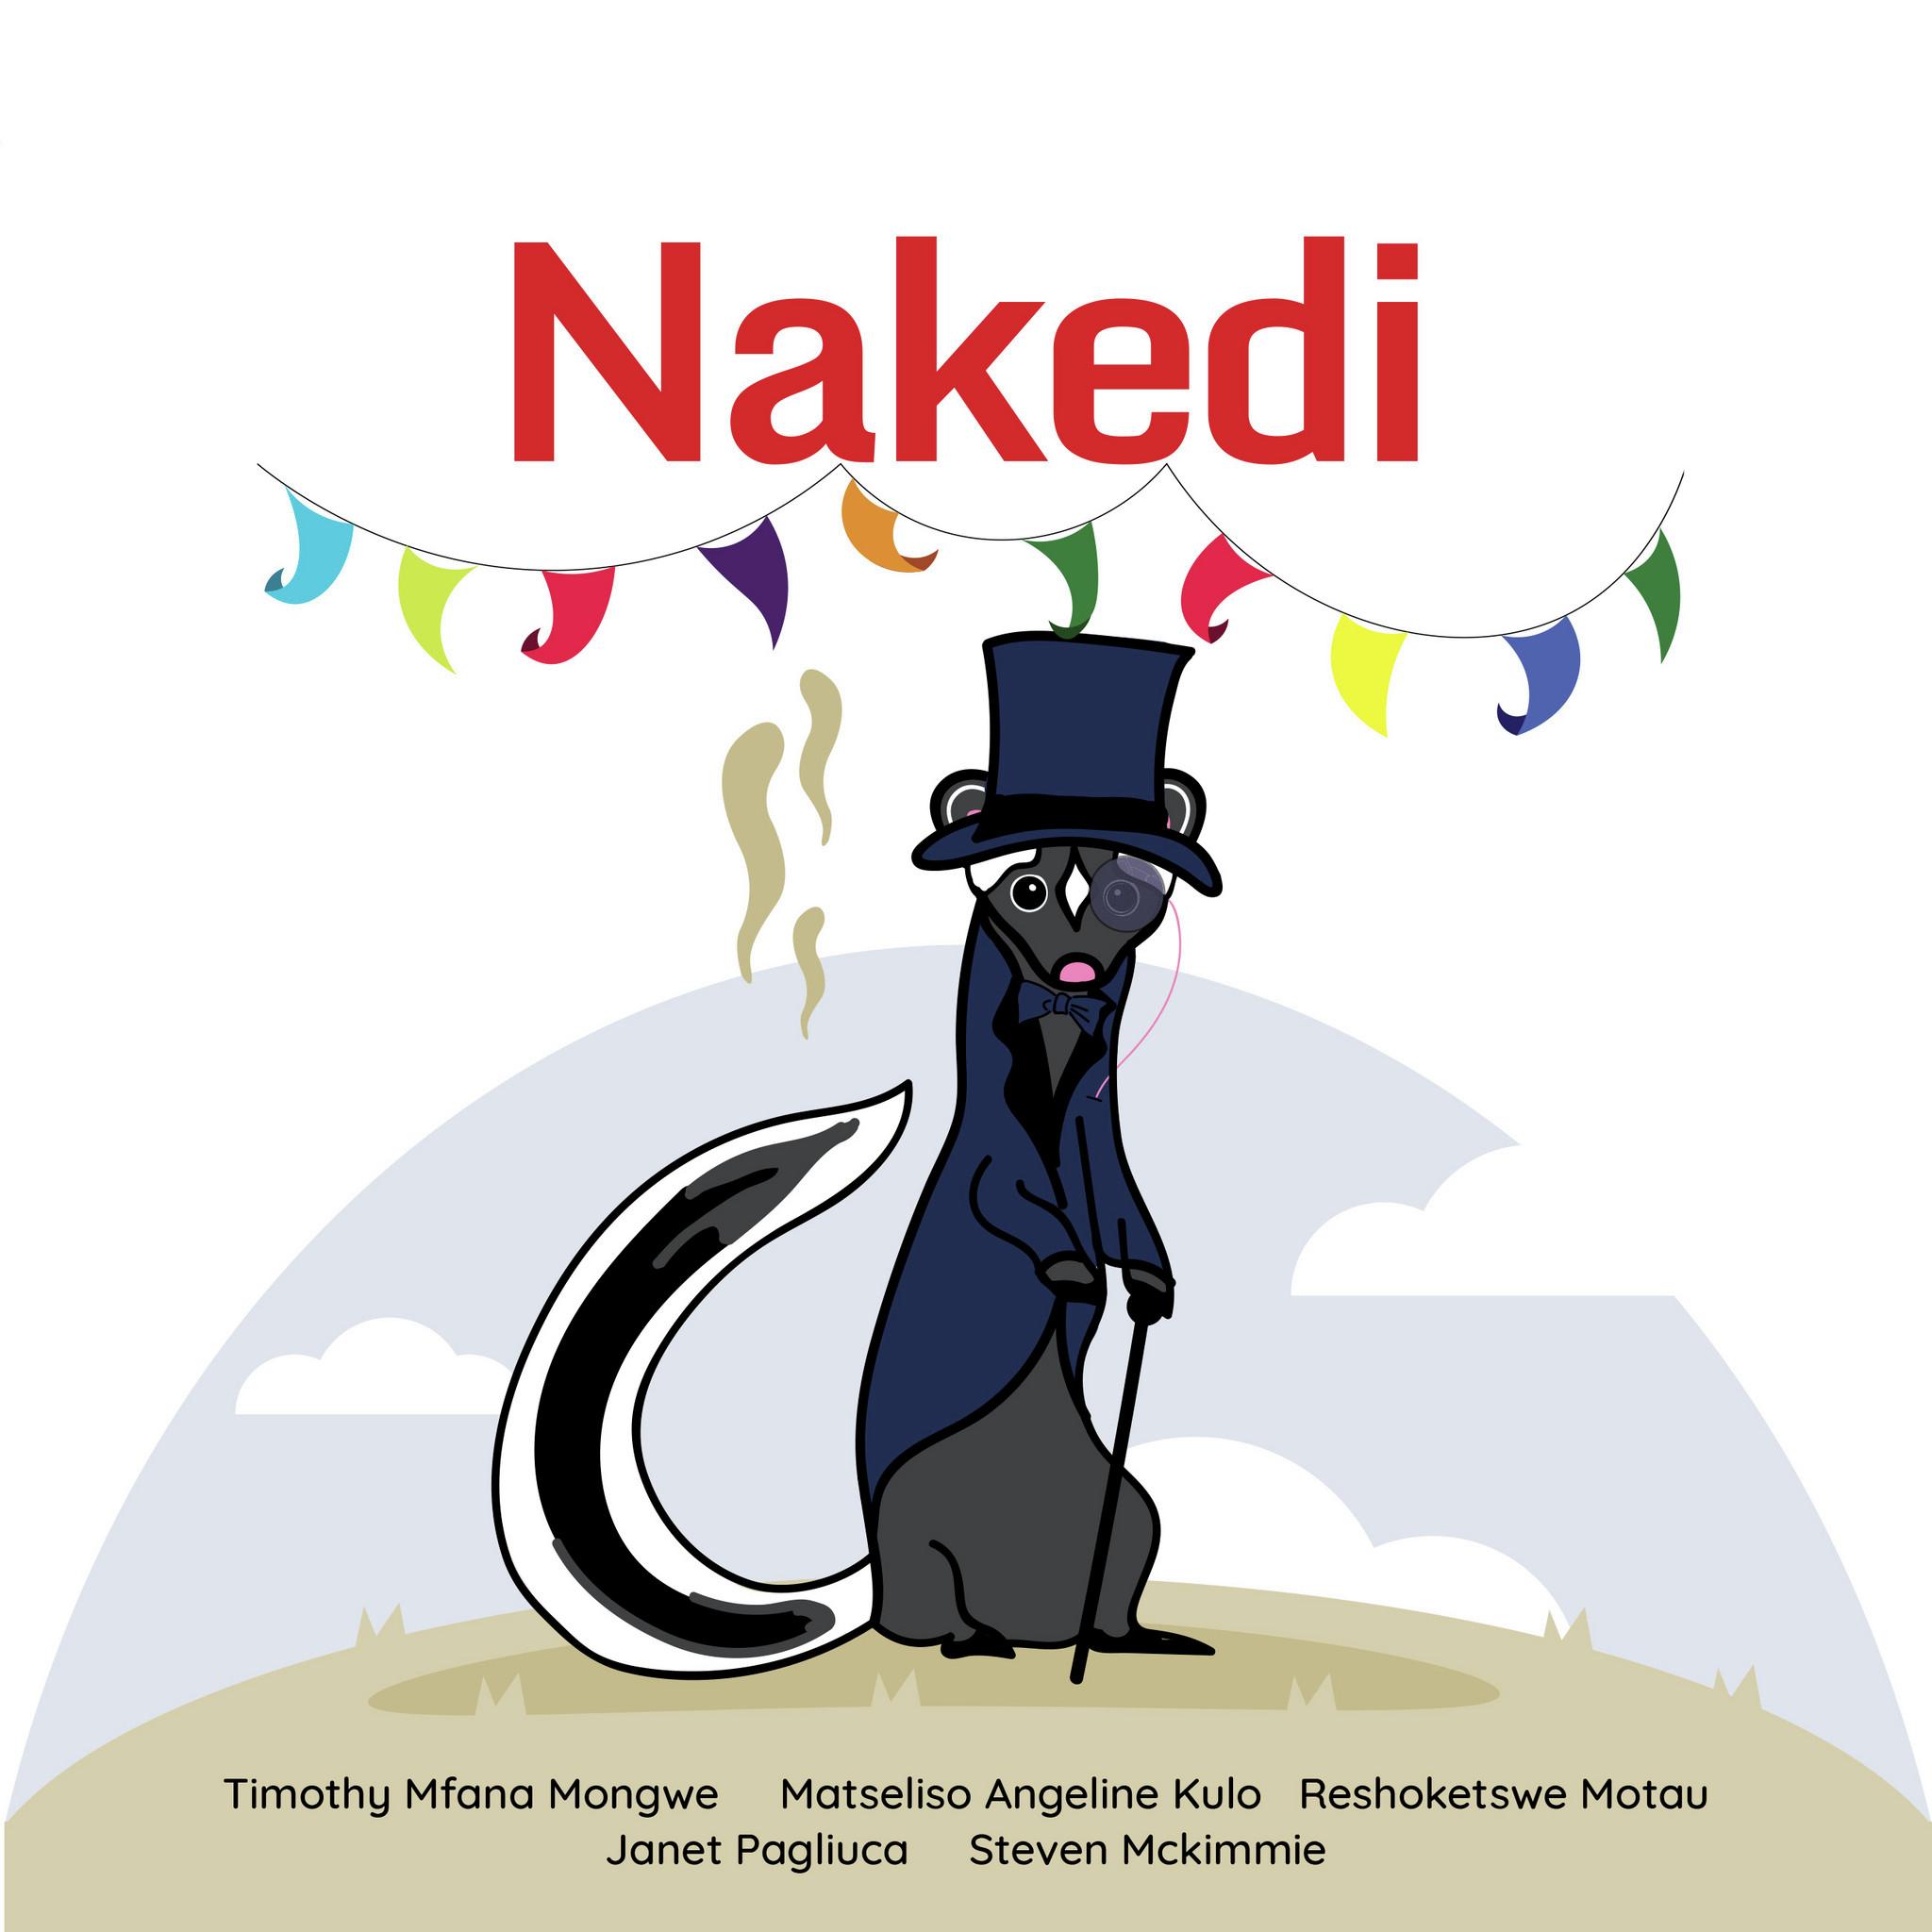 Nakedi
Timothy Mfana Mongwe Matseliso Angeline Kulo Reshoketswe Motau
Janet Pagliuca Steven Mckimmie